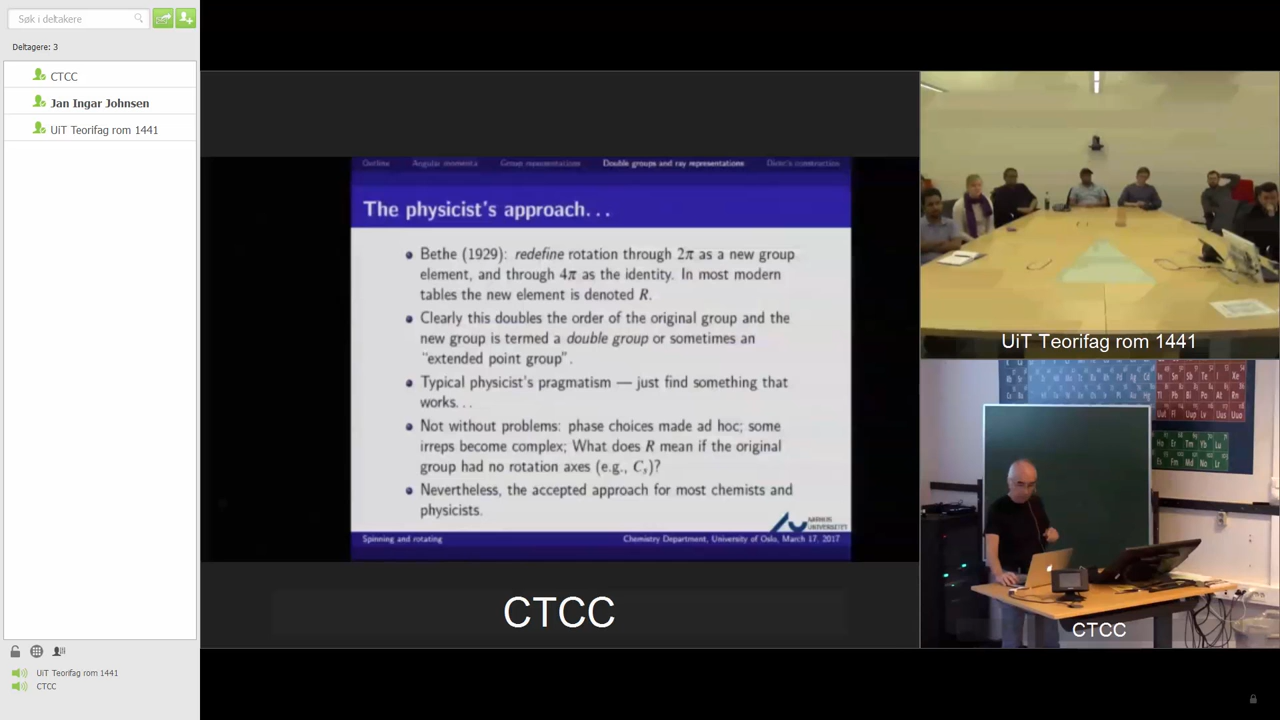 Søk i deltakere
Deltagere: 3
CTCC
Jan Ingar Johnsen
UiT Teorifag rom 1441
UiT Teorifag rom 1441
CTCC
Outline Angular momenta Group representations Double groups and ray representations Dirac's construction
The physicist's approach...
Bethe (1929): redefine rotation through 2π as a new group
element, and through 4π as the identity. In most modern
tables the new element is denoted R.
Clearly this doubles the order of the original group and the
new group is termed a double group or sometimes an
"extended point group".
Typical physicist's pragmatism — just find something that
works...
Not without problems: phase choices made ad hoc; some
irreps become complex; What does R mean if the original
group had no rotation axes (e.g., Cs)?
Nevertheless, the accepted approach for most chemists and
physicists.
AARHUS
UNIVERSITET
Spinning and rotating Chemistry Department, University of Oslo, March 17, 2017
CTCC
UiT Teorifag rom 1441
CTCC